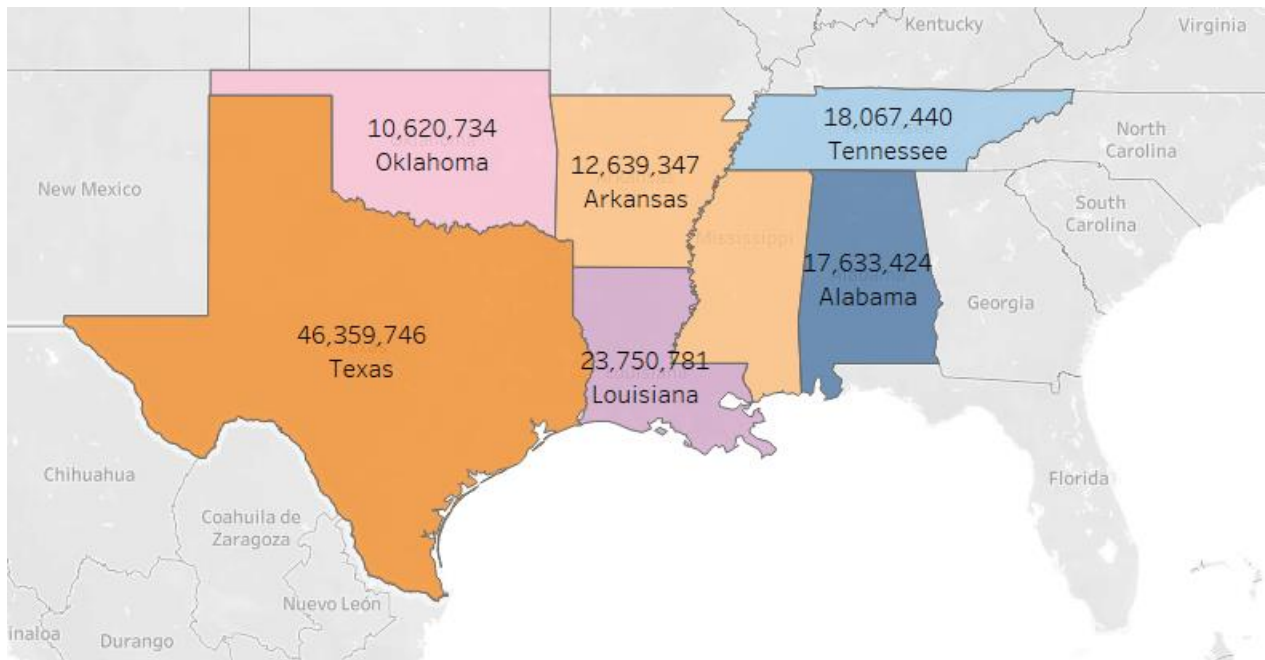 Kentucky
Virginia
10,620,734
Oklahoma
18,067,440
Tennessee
North
Carolina
12,639,347
Arkansas
New Mexico
South
Carolina
Mississippi
17,633,424
Alabama
Georgia
46,359,746
Texas
23,750,781
Louisiana
Chihuahua
Florida
Coahuila de
Zaragoza
Nuevo León
inaloa
Durango